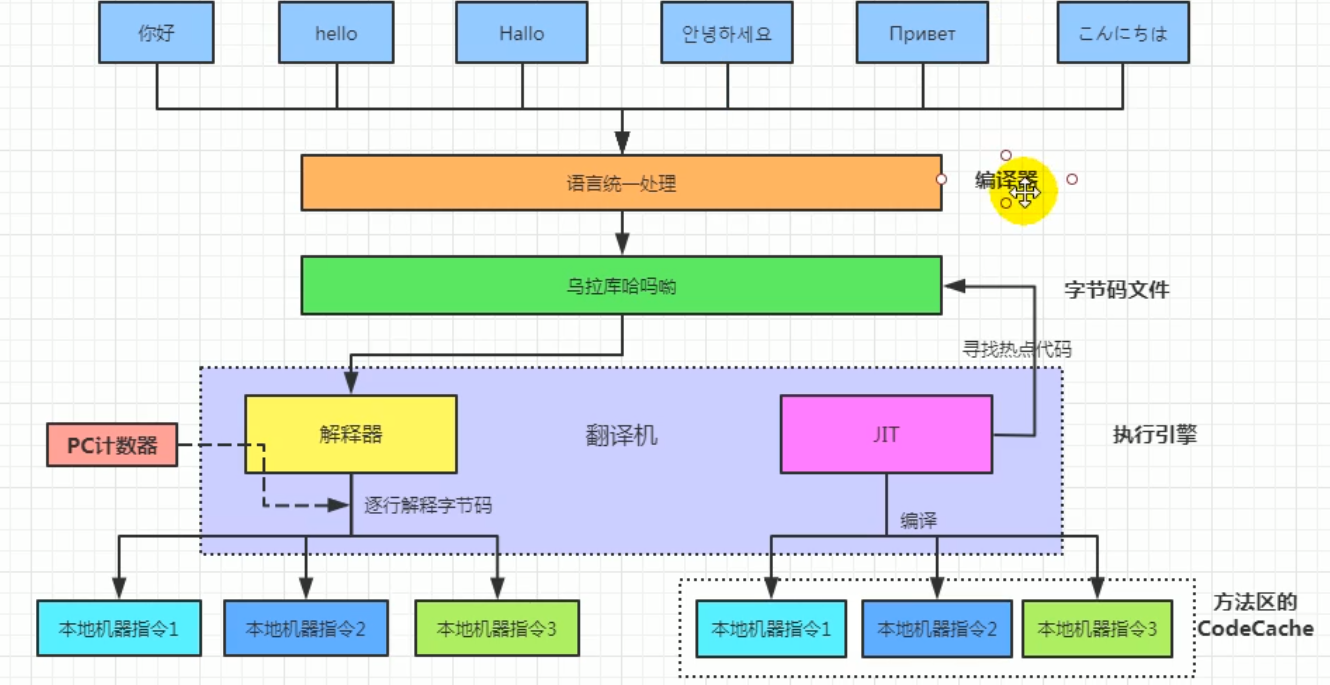 你好
hello
Hallo
안녕하세요
Привет
こんにちは
语言统一处理
编译器
乌拉库哈吗呦
字节码文件
寻找热点代码
PC计数器
解释器
翻译机
JIT
执行引擎
逐行解释字节码
编译
本地机器指令1
本地机器指令2
本地机器指令3
本地机器指令1
本地机器指令2
本地机器指令3
方法区的
CodeCache